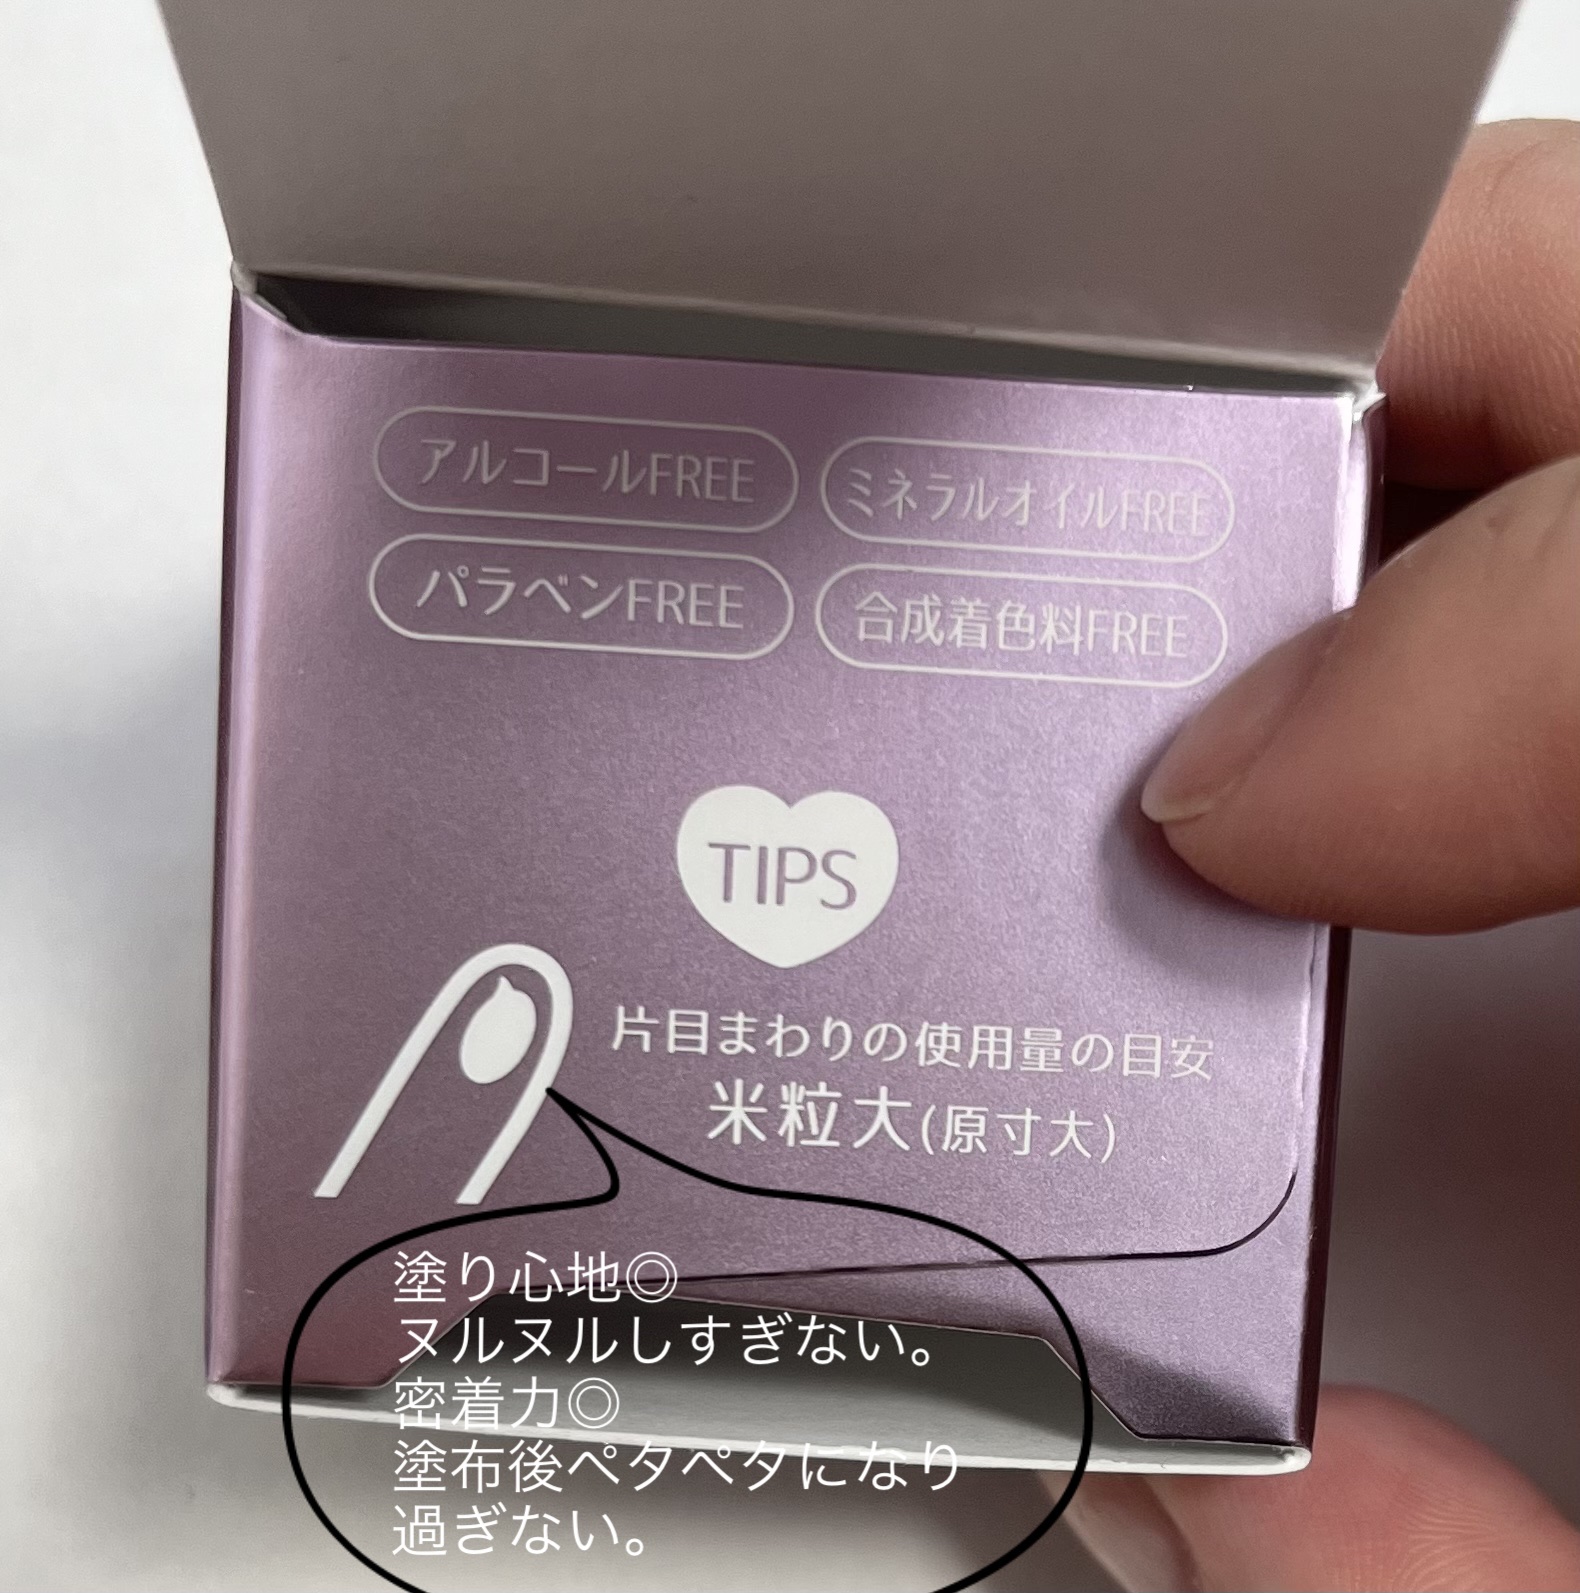 アルコールFREE
ミネラルオイルFREE
パラベンFREE
合成着色料FREE
TIPS
片目まわりの使用量の目安
米粒大(原寸大)
塗り心地◎
ヌルヌルしすぎない。
密着力◎
塗布後ペタペタになり
過ぎない。